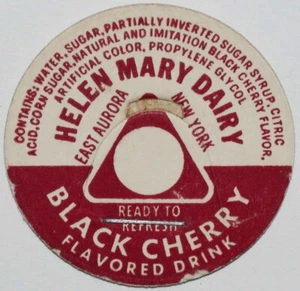 CONTAINS: WATER, SUGAR, PARTIALLY INVERTED SUGAR SYRUP, CITRIC
ACID, CORN SUGAR, NATURAL AND IMITATION BLACK CHERRY FLAVOR,
ARTIFICIAL COLOR, PROPYLENE GLYCOL
HELEN MARY DAIRY
EAST AURORA NEW YORK
READY TO
REFRESH
BLACK CHERRY
FLAVORED DRINK